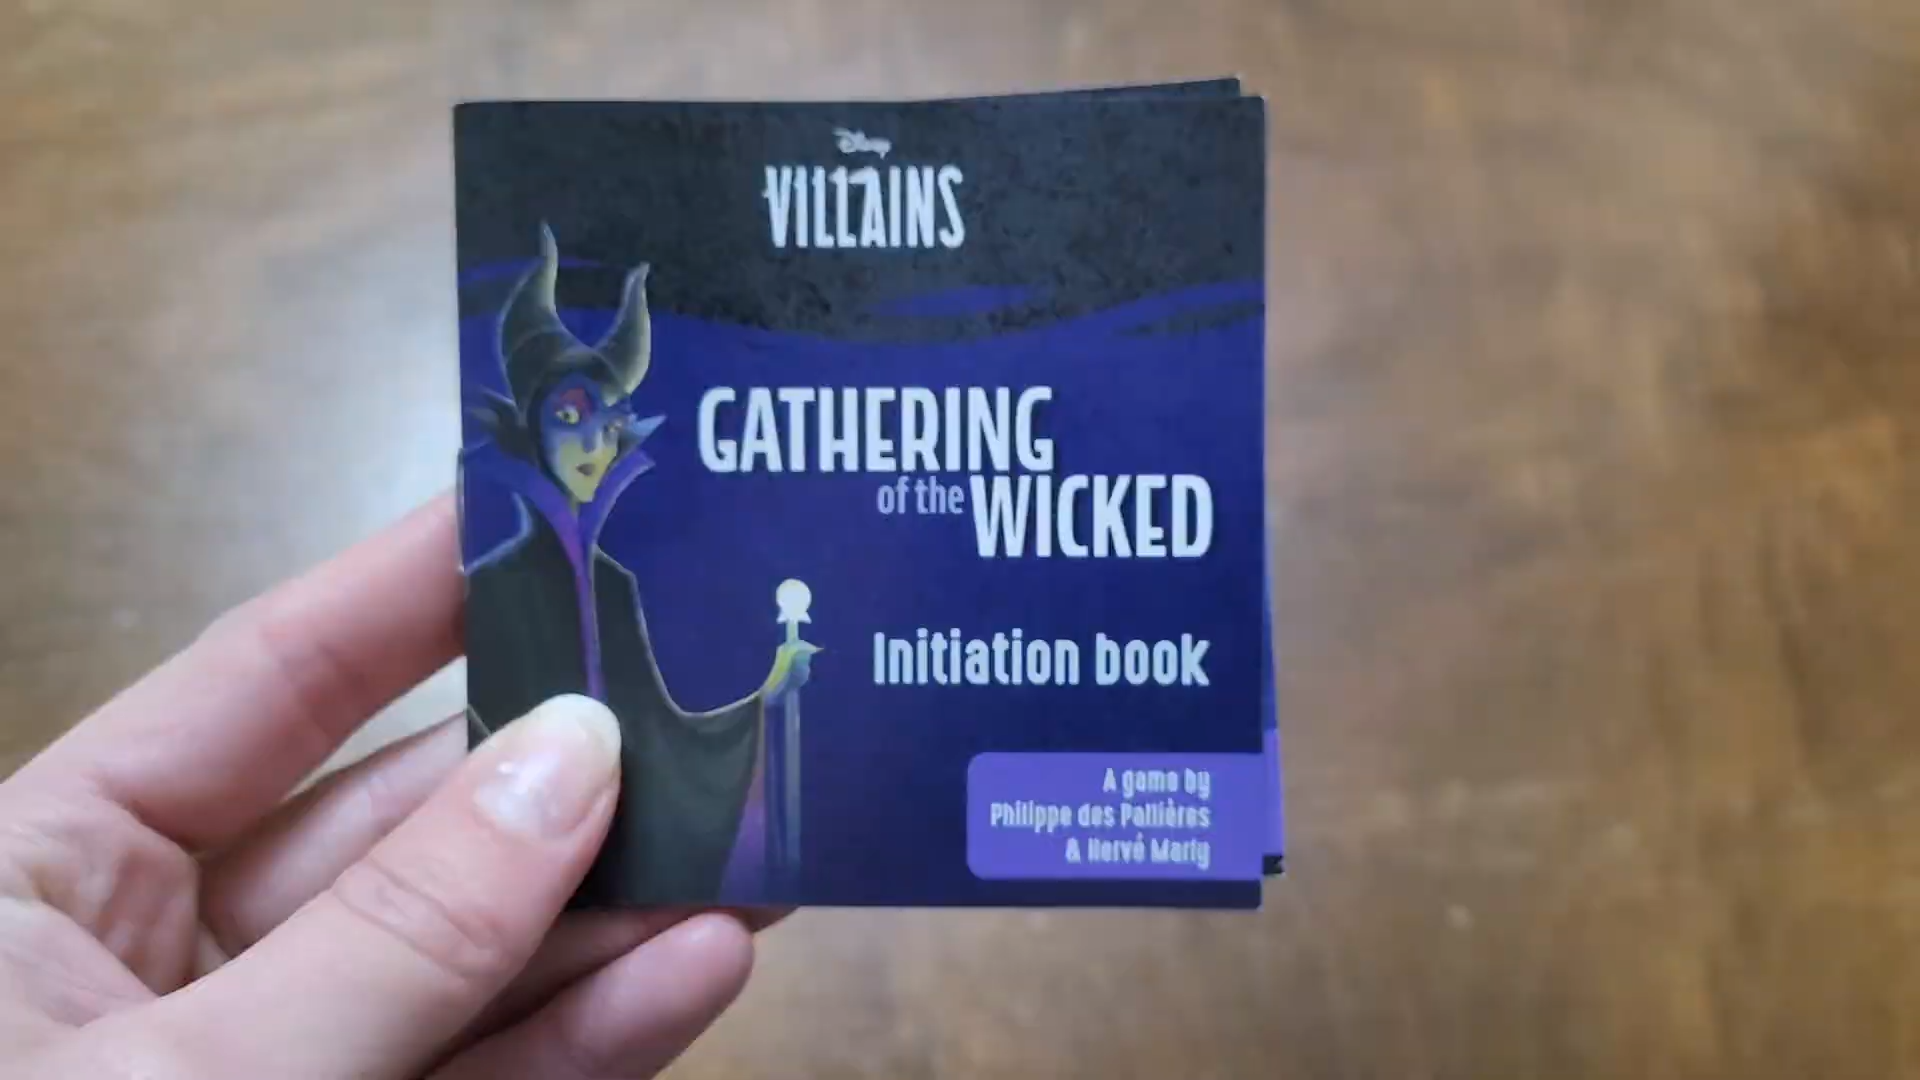 Disney
VILLAINS
GATHERING
of the WICKED
Initiation book
A game by
Philippe des Pallières
& Hervé Marly